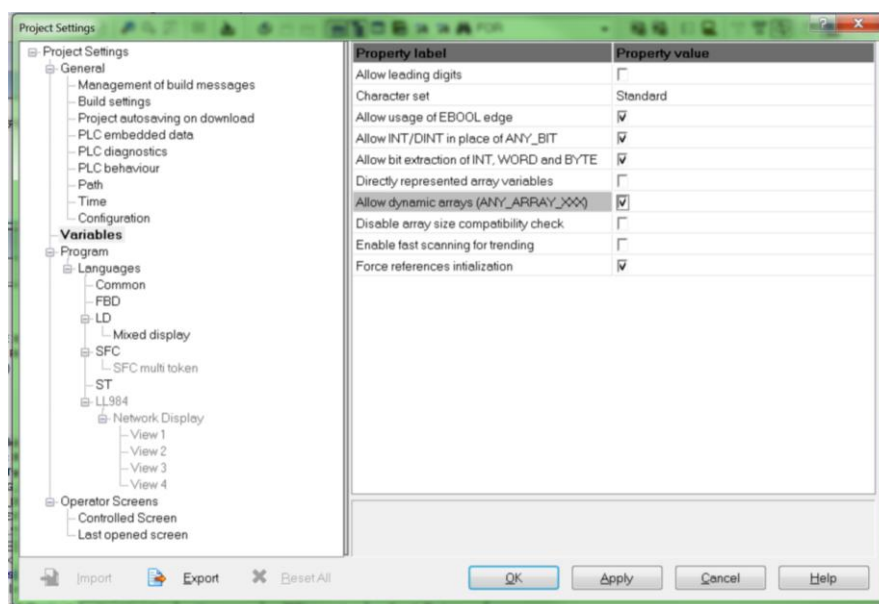 Project Settings
FOR
Project Settings
General
Management of build messages
Build settings
Project autosaving on download
PLC embedded data
PLC diagnostics
PLC behaviour
Path
Time
Configuration
Variables
Program
Languages
Common
FBD
LD
Mixed display
SFC
SFC multi token
ST
LL984
Network Display
View 1
View 2
View 3
View 4
Operator Screens
Controlled Screen
Last opened screen
Property label Property value
Allow leading digits
Character set Standard
Allow usage of EBOOL edge
Allow INT/DINT in place of ANY_BIT
Allow bit extraction of INT, WORD and BYTE
Directly represented array variables
Allow dynamic arrays (ANY_ARRAY_XXX)
Disable array size compatibility check
Enable fast scanning for trending
Force references intialization
Import Export Reset All OK Apply Cancel Help